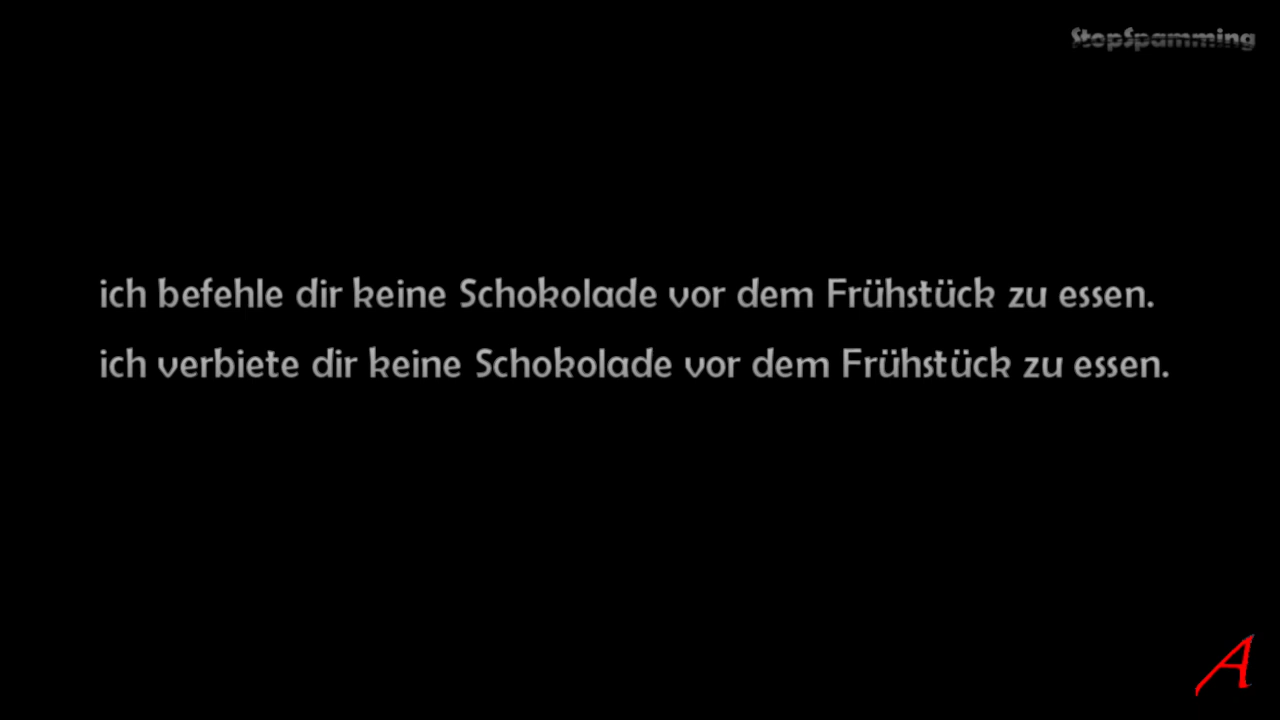 StopSpamming
ich befehle dir keine Schokolade vor dem Frühstück zu essen.
ich verbiete dir keine Schokolade vor dem Frühstück zu essen.
A